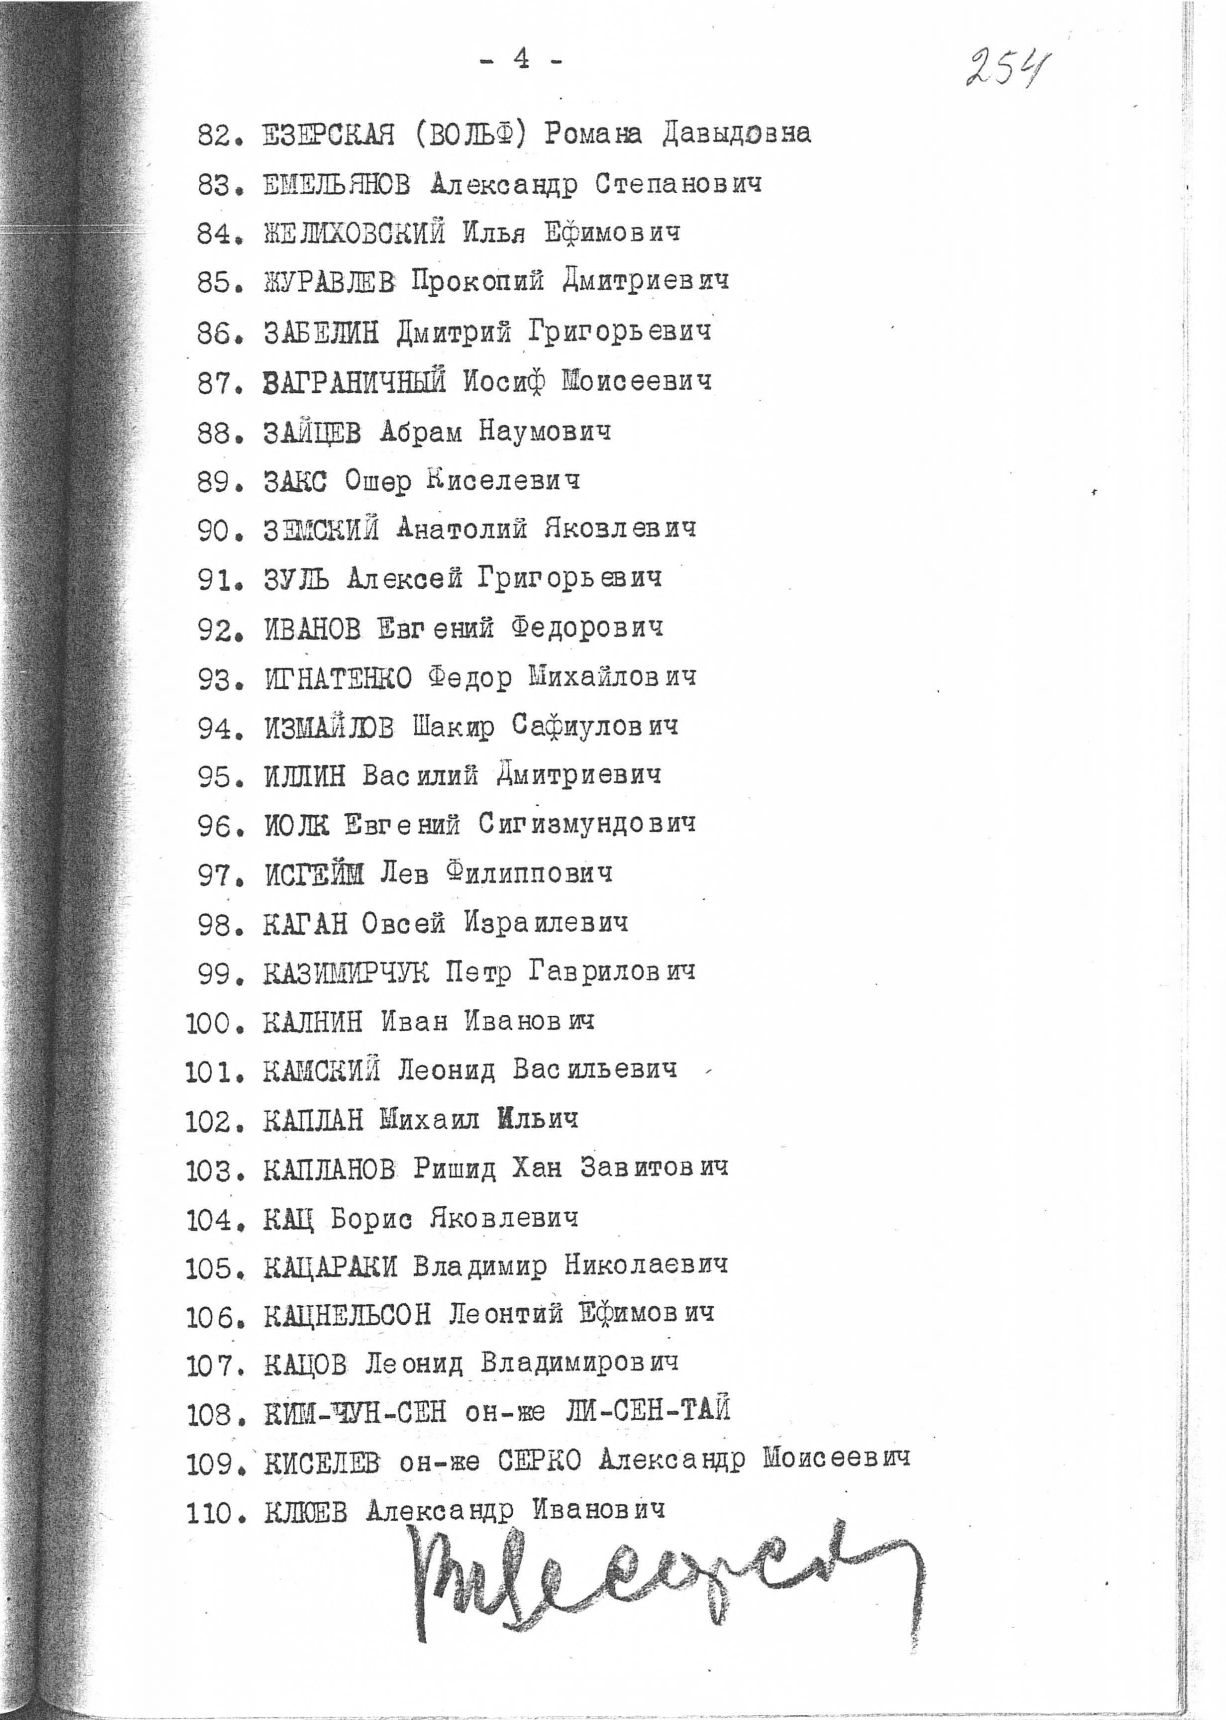 - 4 -
254
82. ЕЗЕРСКАЯ (ВОЛЬФ) Романа Давыдовна
83. ЕМЕЛЬЯНОВ Александр Степанович
84. ЖЕЛИХОВСКИЙ Илья Ефимович
85. ЖУРАВЛЕВ Прокопий Дмитриевич
86. ЗАБЕЛИН Дмитрий Григорьевич
87. ЗАГРАНИЧНЫЙ Иосиф Моисеевич
88. ЗАЙЦЕВ Абрам Наумович
89. ЗАКС Ошер Киселевич
90. ЗЕМСКИЙ Анатолий Яковлевич
91. ЗУЛЬ Алексей Григорьевич
92. ИВАНОВ Евгений Федорович
93. ИГНАТЕНКО Федор Михайлович
94. ИЗМАЙЛОВ Шакир Сафиулович
95. ИЛЛИН Василий Дмитриевич
96. ИОЛК Евгений Сигизмундович
97. ИСГЕЙМ Лев Филиппович
98. КАГАН Овсей Израилевич
99. КАЗИМИРЧУК Петр Гаврилович
100. КАЛНИН Иван Иванович
101. КАМСКИЙ Леонид Васильевич
102. КАПЛАН Михаил Ильич
103. КАПЛАНОВ Ришид Хан Завитович
104. КАЦ Борис Яковлевич
105. КАЦАРАКИ Владимир Николаевич
106. КАЦНЕЛЬСОН Леонтий Ефимович
107. КАЦОВ Леонид Владимирович
108. КИМ-ЧУН-СЕН он-же ЛИ-СЕН-ТАЙ
109. КИСЕЛЕВ он-же СЕРКО Александр Моисеевич
110. КЛЮЕВ Александр Иванович